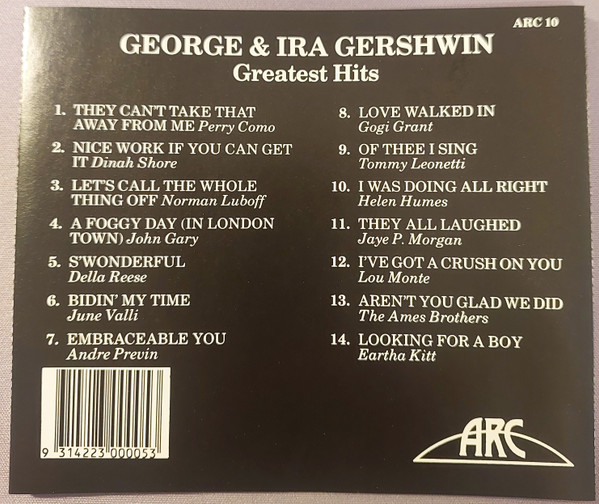 ARC 10
GEORGE & IRA GERSHWIN
Greatest Hits
1. THEY CAN'T TAKE THAT
AWAY FROM ME Perry Como
2. NICE WORK IF YOU CAN GET
IT Dinah Shore
3. LET'S CALL THE WHOLE
THING OFF Norman Luboff
4. A FOGGY DAY (IN LONDON
TOWN) John Gary
5. S'WONDERFUL
Della Reese
6. BIDIN' MY TIME
June Valli
7. EMBRACEABLE YOU
Andre Previn
8. LOVE WALKED IN
Gogi Grant
9. OF THEE I SING
Tommy Leonetti
10. I WAS DOING ALL RIGHT
Helen Humes
11. THEY ALL LAUGHED
Jaye P. Morgan
12. I'VE GOT A CRUSH ON YOU
Lou Monte
13. AREN'T YOU GLAD WE DID
The Ames Brothers
14. LOOKING FOR A BOY
Eartha Kitt
9 314223 000053
ARC